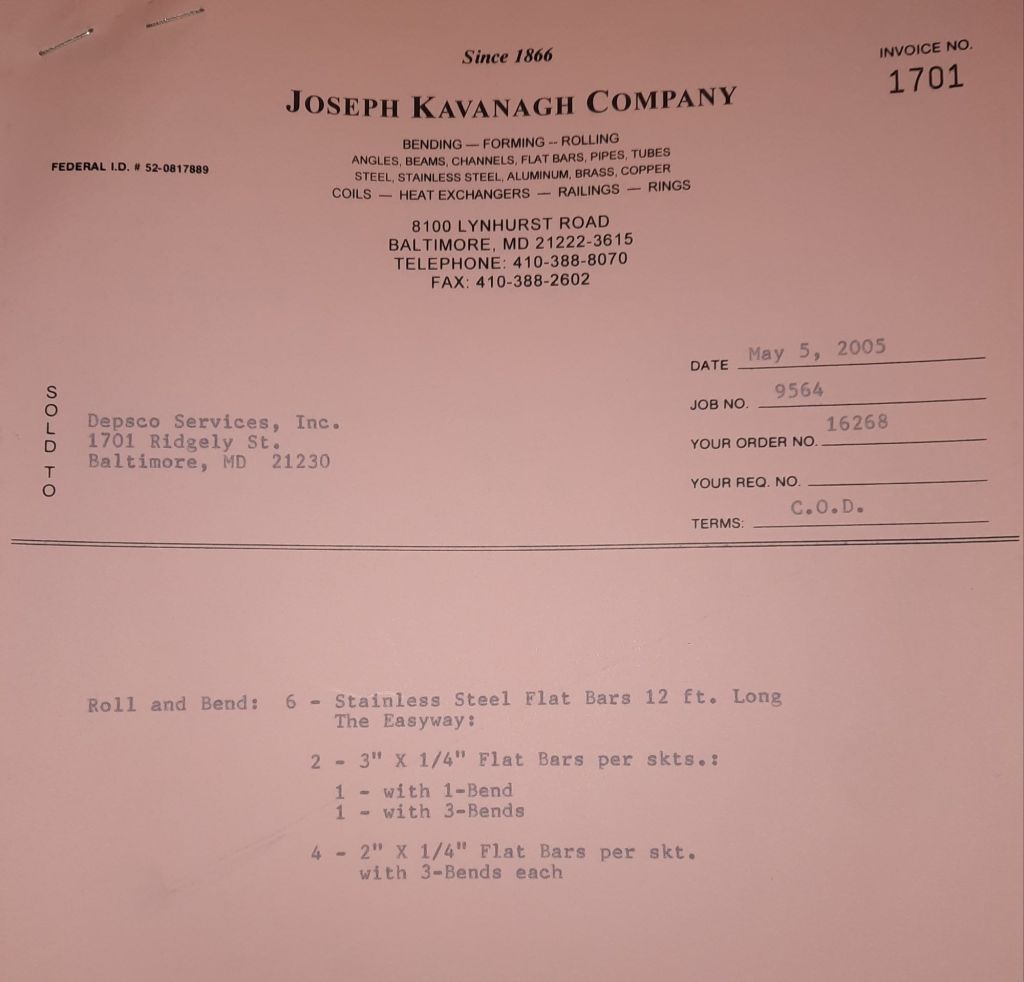 Since 1866
INVOICE NO.
1701
JOSEPH KAVANAGH COMPANY
BENDING — FORMING -- ROLLING
ANGLES, BEAMS, CHANNELS, FLAT BARS, PIPES, TUBES
STEEL, STAINLESS STEEL, ALUMINUM, BRASS, COPPER
COILS — HEAT EXCHANGERS — RAILINGS — RINGS
FEDERAL I.D. # 52-0817889
8100 LYNHURST ROAD
BALTIMORE, MD 21222-3615
TELEPHONE: 410-388-8070
FAX: 410-388-2602
DATE May 5, 2005
JOB NO. 9564
YOUR ORDER NO. 16268
YOUR REQ. NO.
TERMS: C.O.D.
SOLD TO
Depsco Services, Inc.
1701 Ridgely St.
Baltimore, MD 21230
Roll and Bend: 6 - Stainless Steel Flat Bars 12 ft. Long
The Easyway:
2 - 3" X 1/4" Flat Bars per skts.:
1 - with 1-Bend
1 - with 3-Bends
4 - 2" X 1/4" Flat Bars per skt.
with 3-Bends each